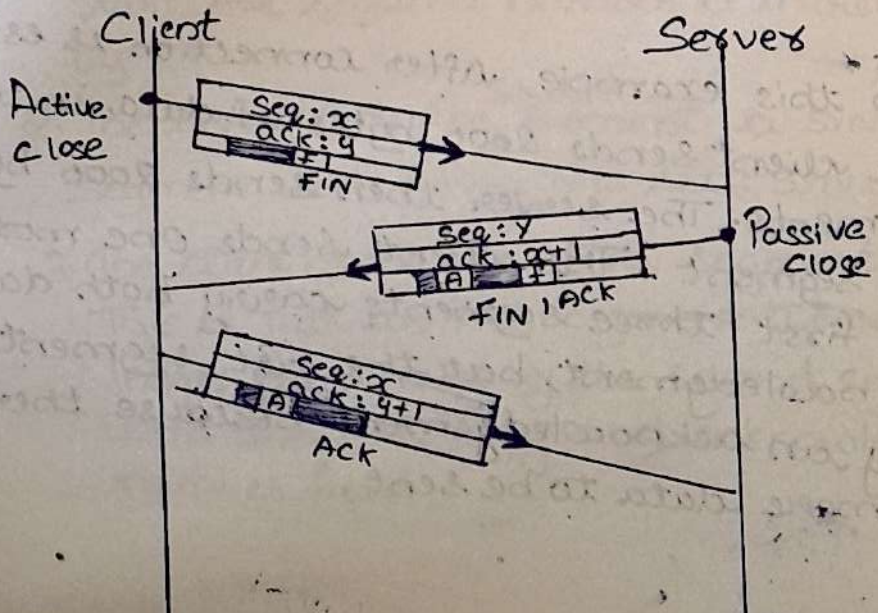 Client
Server
Active
close
Seq: x
ack: y
F
FIN
Passive
close
Seq: y
ack: x+1
A F
FIN, ACK
Seq: x
ack: y+1
A
ACK